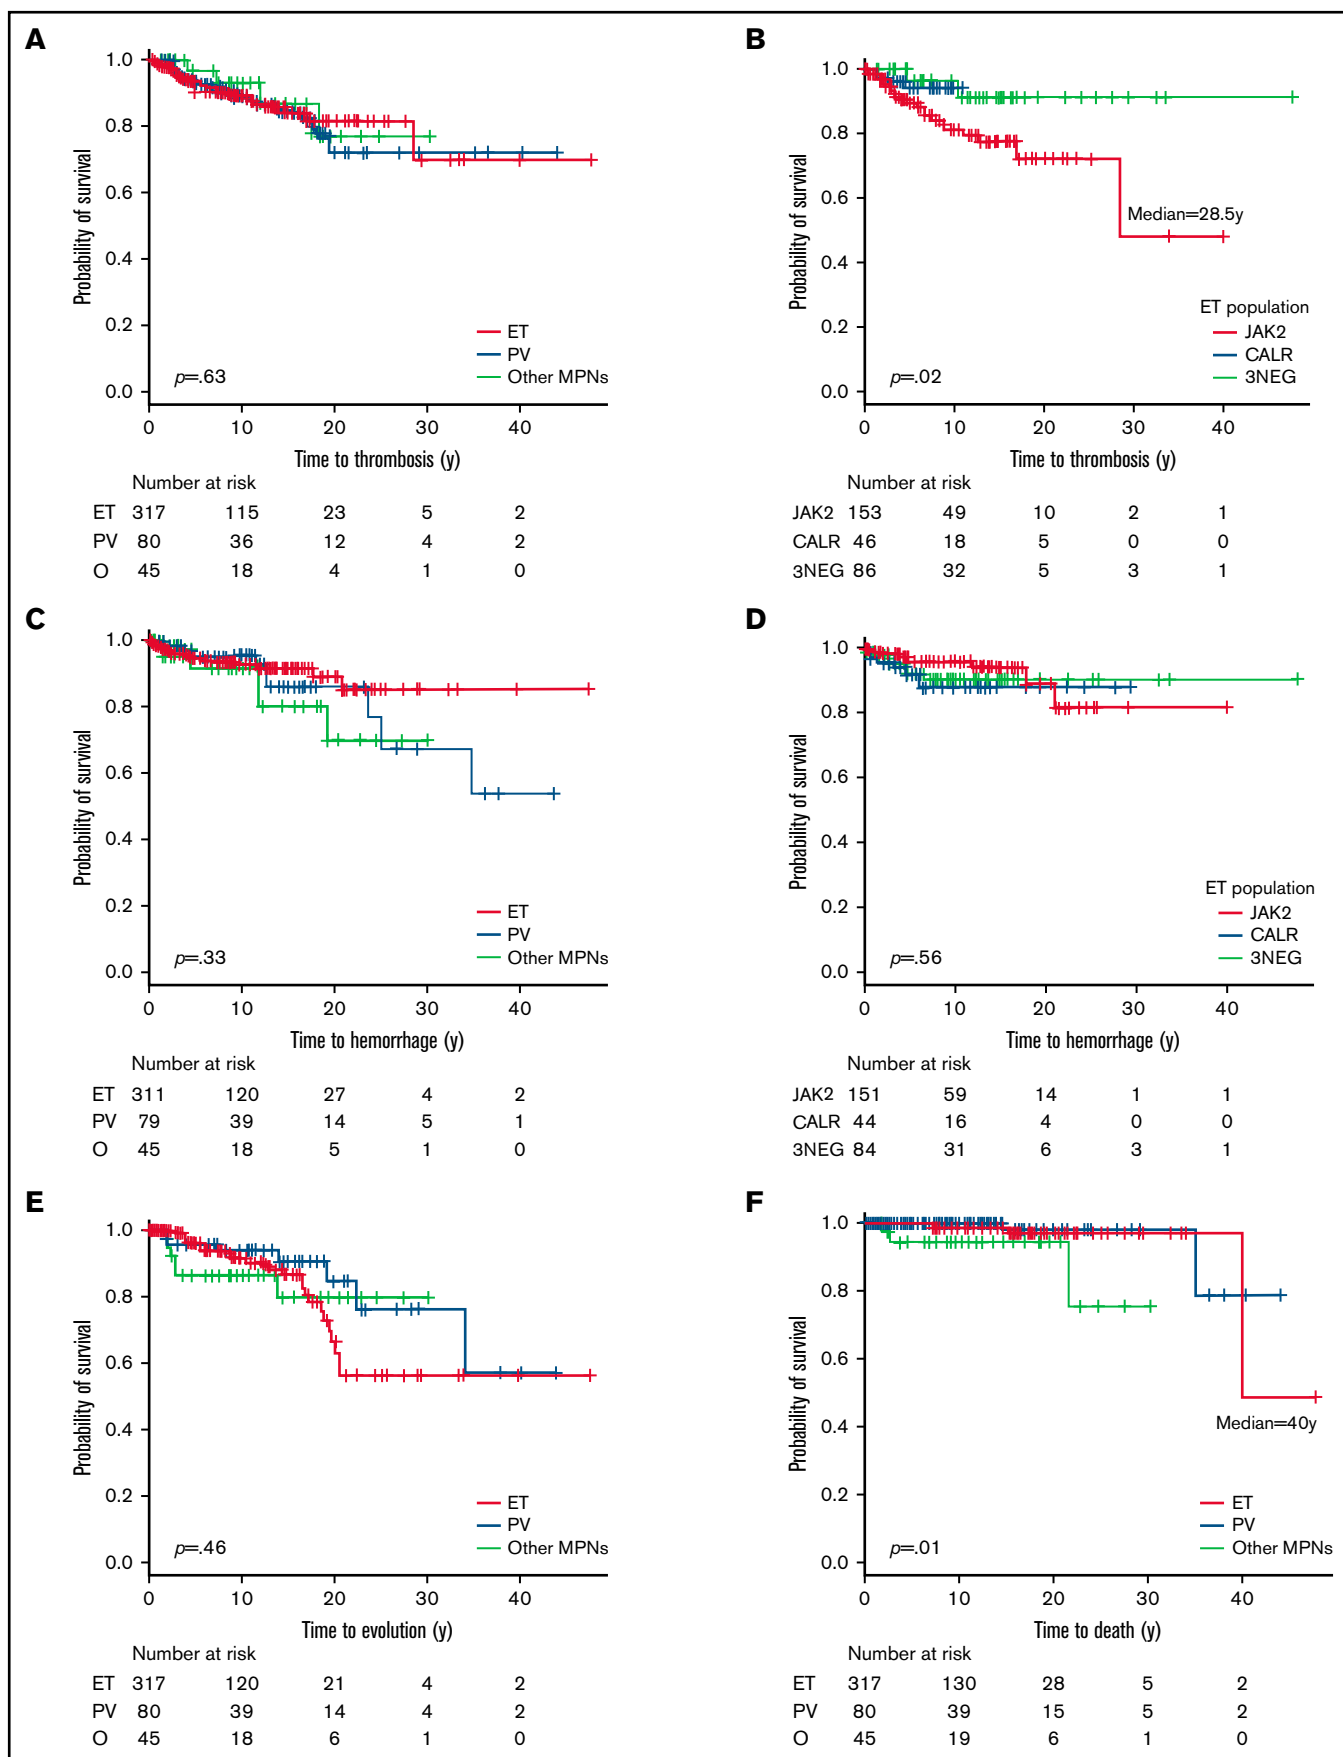 A
Probability of survival
1.0
0.8
0.6
0.4
0.2
0.0
ET
PV
Other MPNs
p=.63
0 10 20 30 40
Time to thrombosis (y)
Number at risk
ET 317 115 23 5 2
PV 80 36 12 4 2
O 45 18 4 1 0
B
Probability of survival
1.0
0.8
0.6
0.4
0.2
0.0
Median=28.5y
ET population
JAK2
CALR
3NEG
p=.02
0 10 20 30 40
Time to thrombosis (y)
Number at risk
JAK2 153 49 10 2 1
CALR 46 18 5 0 0
3NEG 86 32 5 3 1
C
Probability of survival
1.0
0.8
0.6
0.4
0.2
0.0
ET
PV
Other MPNs
p=.33
0 10 20 30 40
Time to hemorrhage (y)
Number at risk
ET 311 120 27 4 2
PV 79 39 14 5 1
O 45 18 5 1 0
D
Probability of survival
1.0
0.8
0.6
0.4
0.2
0.0
ET population
JAK2
CALR
3NEG
p=.56
0 10 20 30 40
Time to hemorrhage (y)
Number at risk
JAK2 151 59 14 1 1
CALR 44 16 4 0 0
3NEG 84 31 6 3 1
E
Probability of survival
1.0
0.8
0.6
0.4
0.2
0.0
ET
PV
Other MPNs
p=.46
0 10 20 30 40
Time to evolution (y)
Number at risk
ET 317 120 21 4 2
PV 80 39 14 4 2
O 45 18 6 1 0
F
Probability of survival
1.0
0.8
0.6
0.4
0.2
0.0
Median=40y
ET
PV
Other MPNs
p=.01
0 10 20 30 40
Time to death (y)
Number at risk
ET 317 130 28 5 2
PV 80 39 15 5 2
O 45 19 6 1 0